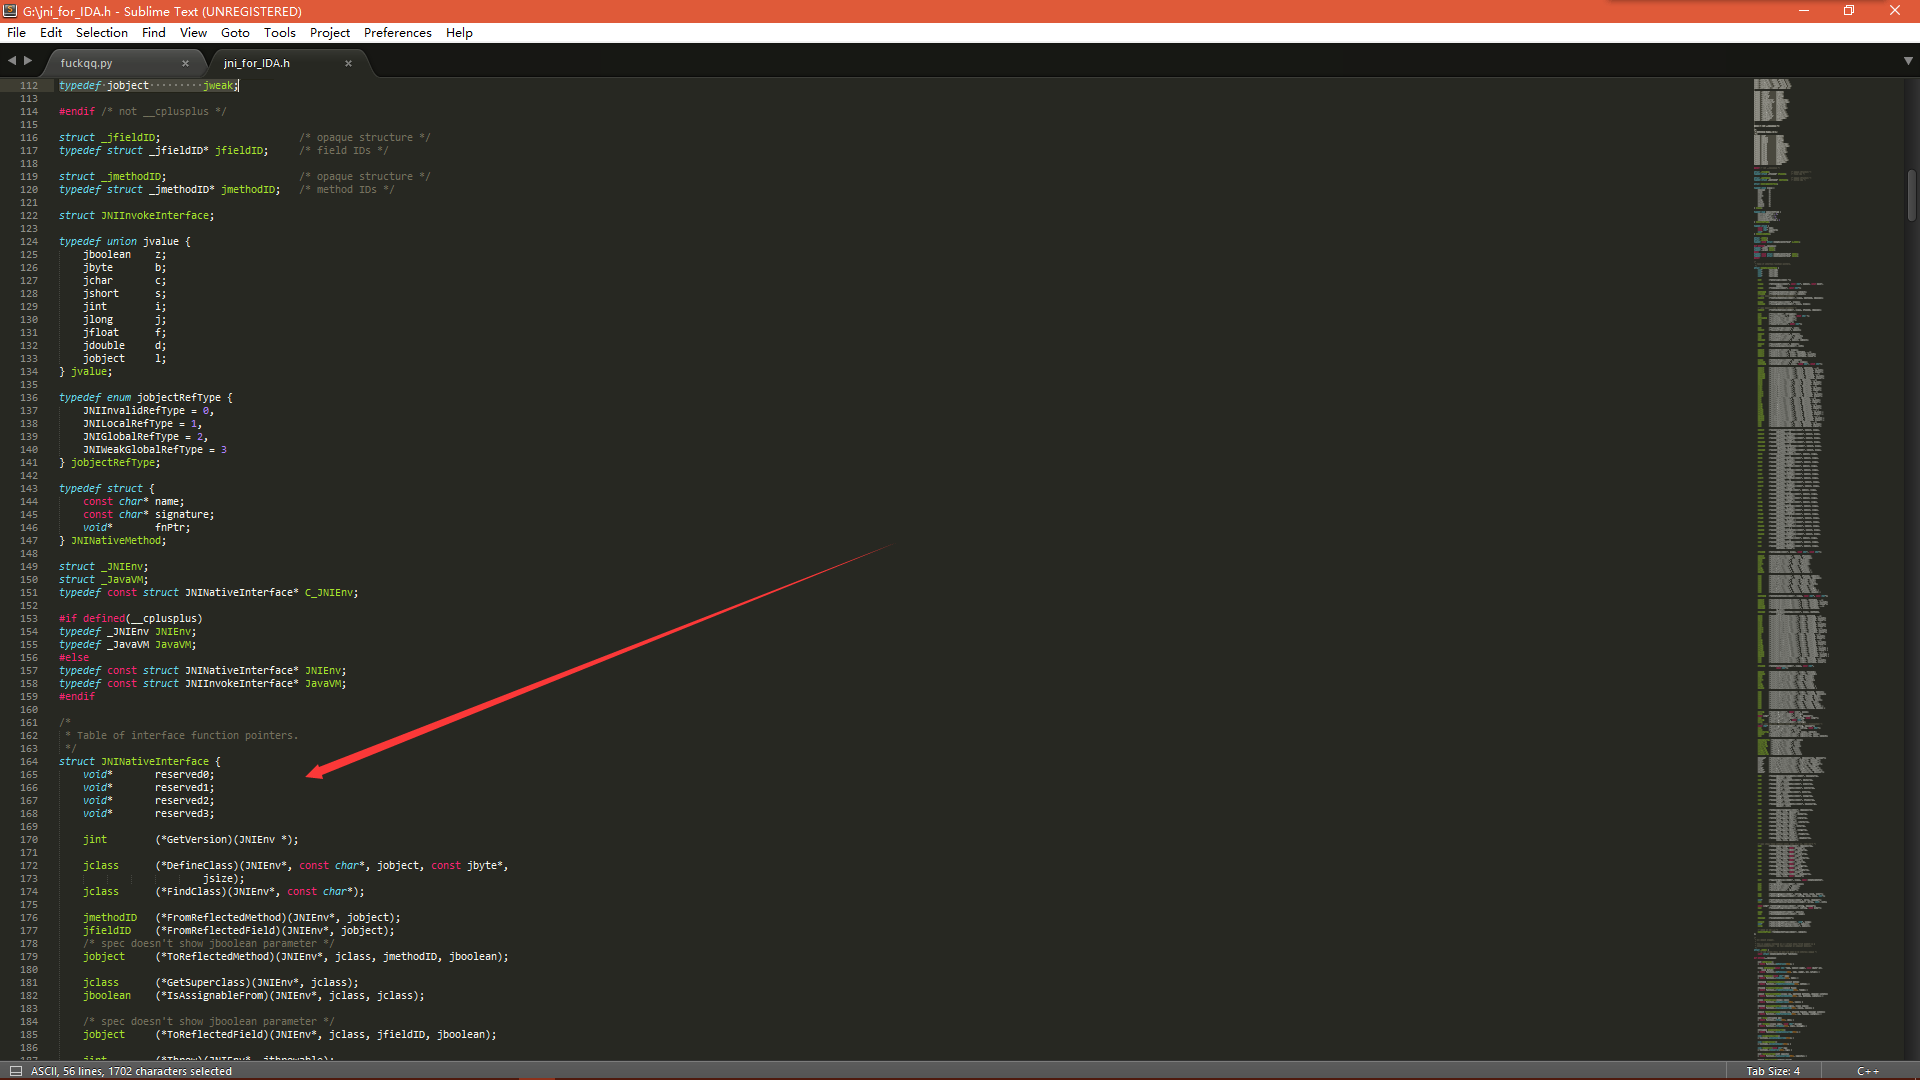 G:\jni_for_IDA.h - Sublime Text (UNREGISTERED)
File Edit Selection Find View Goto Tools Project Preferences Help
fuckqq.py × jni_for_IDA.h ×
112 typedef·jobject·········jweak;
113
114 #endif /* not __cplusplus */
115
116 struct _jfieldID; /* opaque structure */
117 typedef struct _jfieldID* jfieldID; /* field IDs */
118
119 struct _jmethodID; /* opaque structure */
120 typedef struct _jmethodID* jmethodID; /* method IDs */
121
122 struct JNIInvokeInterface;
123
124 typedef union jvalue {
125 jboolean z;
126 jbyte b;
127 jchar c;
128 jshort s;
129 jint i;
130 jlong j;
131 jfloat f;
132 jdouble d;
133 jobject l;
134 } jvalue;
135
136 typedef enum jobjectRefType {
137 JNIInvalidRefType = 0,
138 JNILocalRefType = 1,
139 JNIGlobalRefType = 2,
140 JNIWeakGlobalRefType = 3
141 } jobjectRefType;
142
143 typedef struct {
144 const char* name;
145 const char* signature;
146 void* fnPtr;
147 } JNINativeMethod;
148
149 struct _JNIEnv;
150 struct _JavaVM;
151 typedef const struct JNINativeInterface* C_JNIEnv;
152
153 #if defined(__cplusplus)
154 typedef _JNIEnv JNIEnv;
155 typedef _JavaVM JavaVM;
156 #else
157 typedef const struct JNINativeInterface* JNIEnv;
158 typedef const struct JNIInvokeInterface* JavaVM;
159 #endif
160
161 /*
162 * Table of interface function pointers.
163 */
164 struct JNINativeInterface {
165 void* reserved0;
166 void* reserved1;
167 void* reserved2;
168 void* reserved3;
169
170 jint (*GetVersion)(JNIEnv *);
171
172 jclass (*DefineClass)(JNIEnv*, const char*, jobject, const jbyte*,
173 jsize);
174 jclass (*FindClass)(JNIEnv*, const char*);
175
176 jmethodID (*FromReflectedMethod)(JNIEnv*, jobject);
177 jfieldID (*FromReflectedField)(JNIEnv*, jobject);
178 /* spec doesn't show jboolean parameter */
179 jobject (*ToReflectedMethod)(JNIEnv*, jclass, jmethodID, jboolean);
180
181 jclass (*GetSuperclass)(JNIEnv*, jclass);
182 jboolean (*IsAssignableFrom)(JNIEnv*, jclass, jclass);
183
184 /* spec doesn't show jboolean parameter */
185 jobject (*ToReflectedField)(JNIEnv*, jclass, jfieldID, jboolean);
186
187 jint (*Throw)(JNIEnv*, jthrowable);
ASCII, 56 lines, 1702 characters selected Tab Size: 4 C++